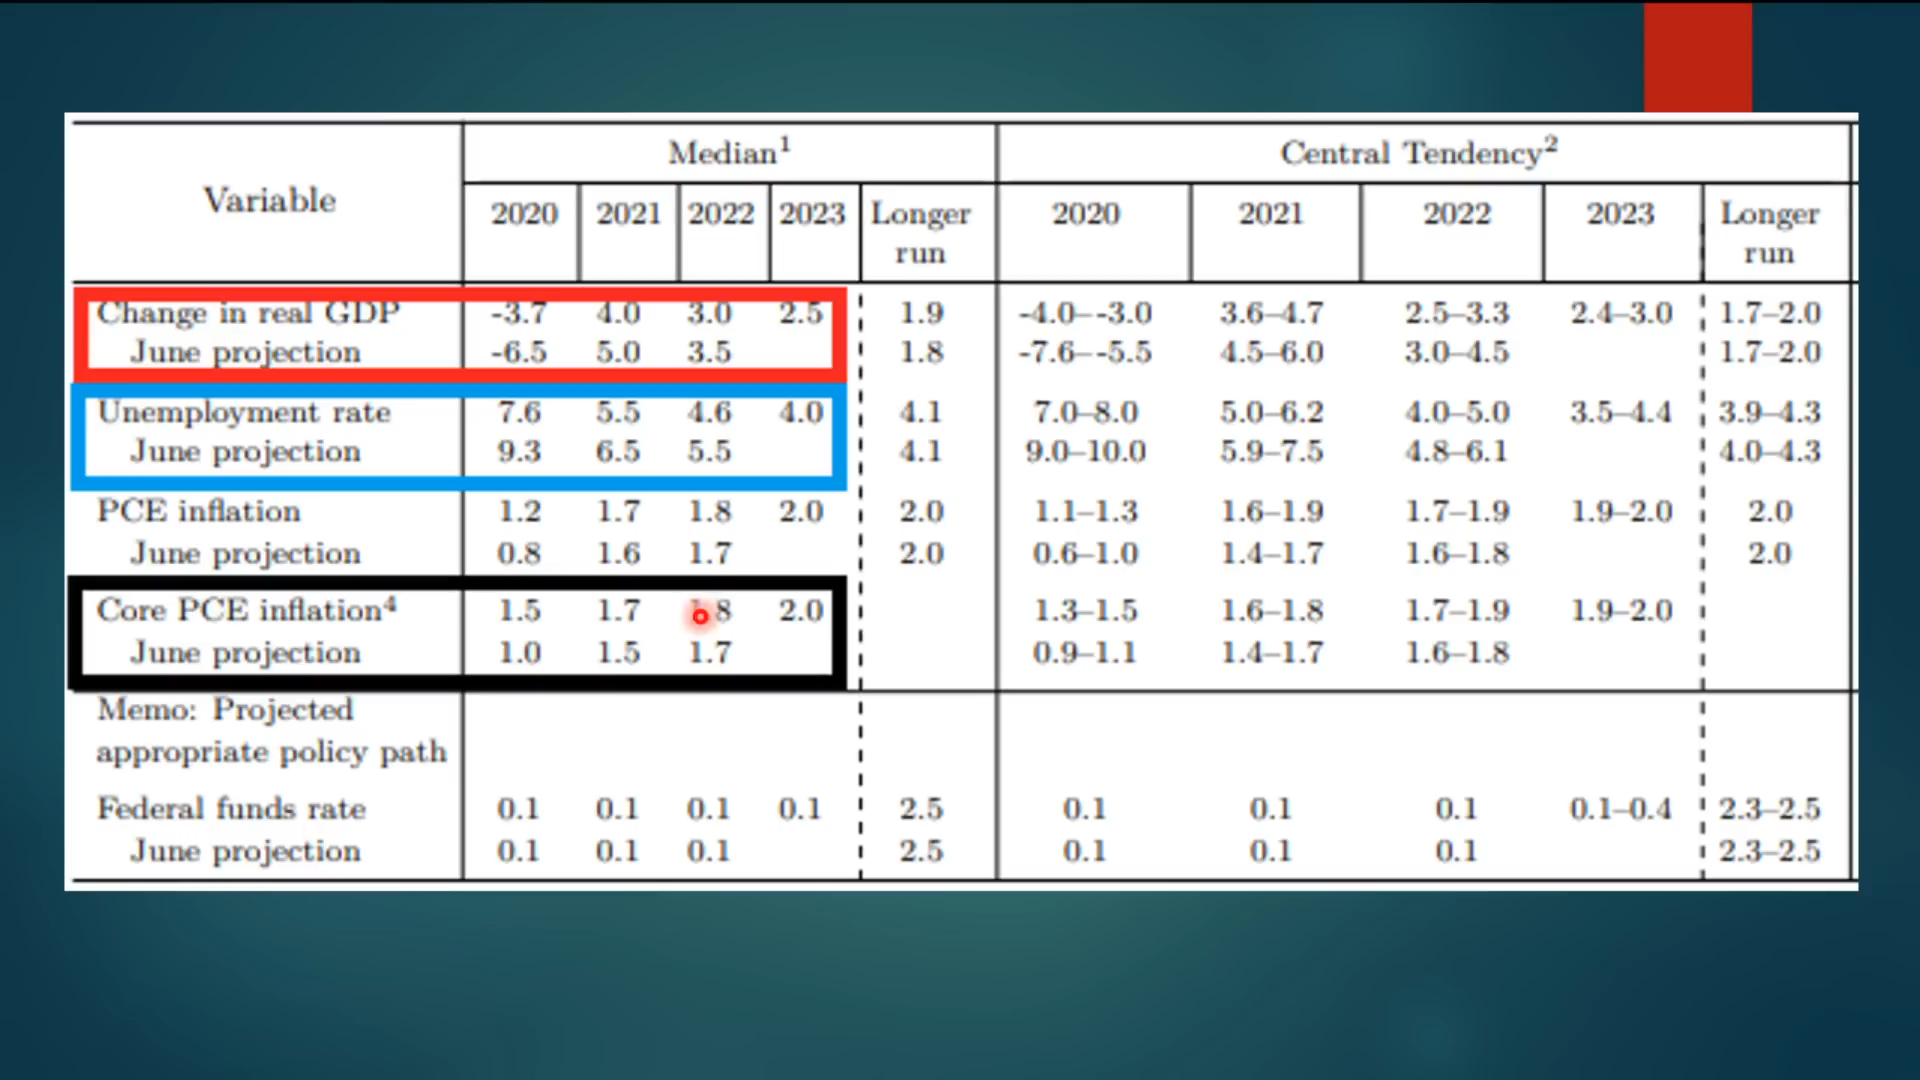 Variable Median1 Central Tendency2
2020 2021 2022 2023 Longer run 2020 2021 2022 2023 Longer run
Change in real GDP -3.7 4.0 3.0 2.5 1.9 -4.0–-3.0 3.6–4.7 2.5–3.3 2.4–3.0 1.7–2.0
June projection -6.5 5.0 3.5 1.8 -7.6–-5.5 4.5–6.0 3.0–4.5 1.7–2.0
Unemployment rate 7.6 5.5 4.6 4.0 4.1 7.0–8.0 5.0–6.2 4.0–5.0 3.5–4.4 3.9–4.3
June projection 9.3 6.5 5.5 4.1 9.0–10.0 5.9–7.5 4.8–6.1 4.0–4.3
PCE inflation 1.2 1.7 1.8 2.0 2.0 1.1–1.3 1.6–1.9 1.7–1.9 1.9–2.0 2.0
June projection 0.8 1.6 1.7 2.0 0.6–1.0 1.4–1.7 1.6–1.8 2.0
Core PCE inflation4 1.5 1.7 1.8 2.0 1.3–1.5 1.6–1.8 1.7–1.9 1.9–2.0
June projection 1.0 1.5 1.7 0.9–1.1 1.4–1.7 1.6–1.8
Memo: Projected
appropriate policy path
Federal funds rate 0.1 0.1 0.1 0.1 2.5 0.1 0.1 0.1 0.1–0.4 2.3–2.5
June projection 0.1 0.1 0.1 2.5 0.1 0.1 0.1 2.3–2.5